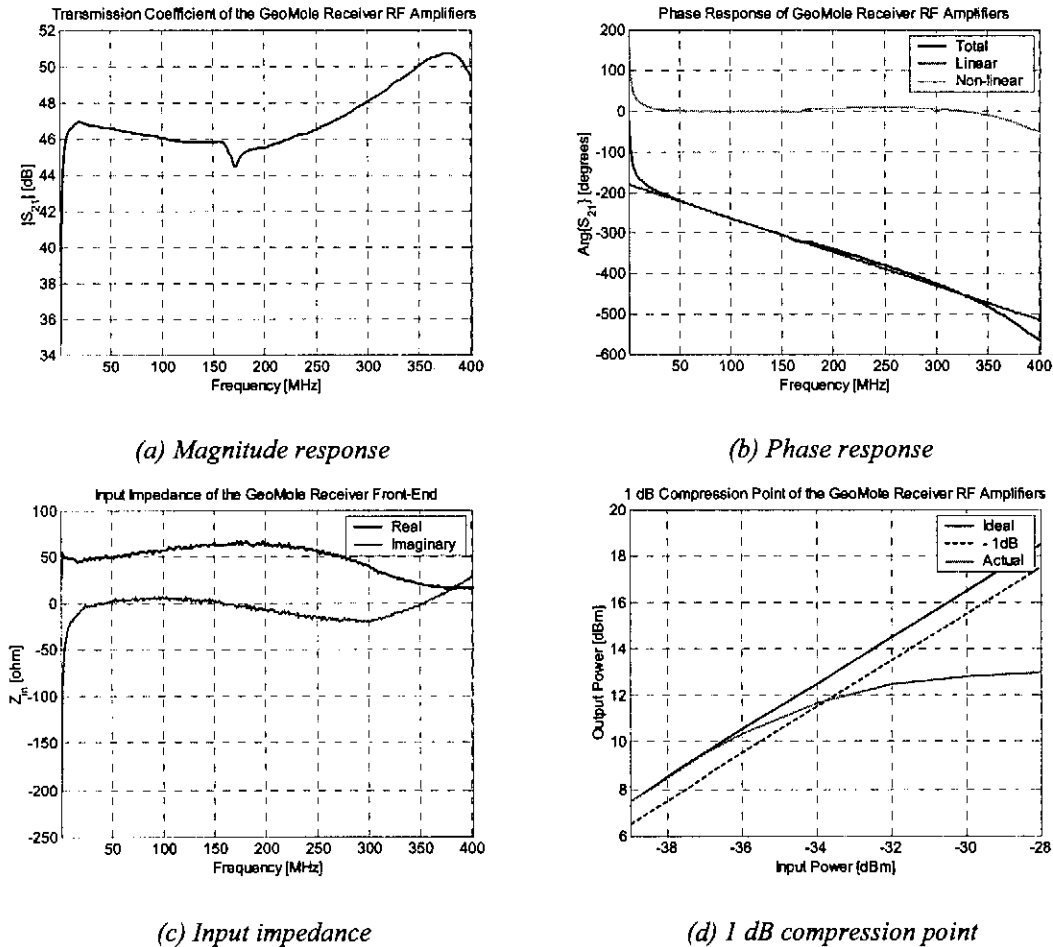 Transmission Coefficient of the GeoMole Receiver RF Amplifiers
52
50
48
46
44
42
40
38
36
34
|S21| [dB]
50 100 150 200 250 300 350 400
Frequency [MHz]
(a) Magnitude response
Phase Response of GeoMole Receiver RF Amplifiers
Total
Linear
Non-linear
200
100
0
-100
-200
-300
-400
-500
-600
Arg{S21} [degrees]
50 100 150 200 250 300 350 400
Frequency [MHz]
(b) Phase response
Input Impedance of the GeoMole Receiver Front-End
Real
Imaginary
100
50
0
-50
-100
-150
-200
-250
Zin [ohm]
50 100 150 200 250 300 350 400
Frequency [MHz]
(c) Input impedance
1 dB Compression Point of the GeoMole Receiver RF Amplifiers
Ideal
- 1dB
Actual
20
18
16
14
12
10
8
6
Output Power [dBm]
-38 -36 -34 -32 -30 -28
Input Power [dBm]
(d) 1 dB compression point